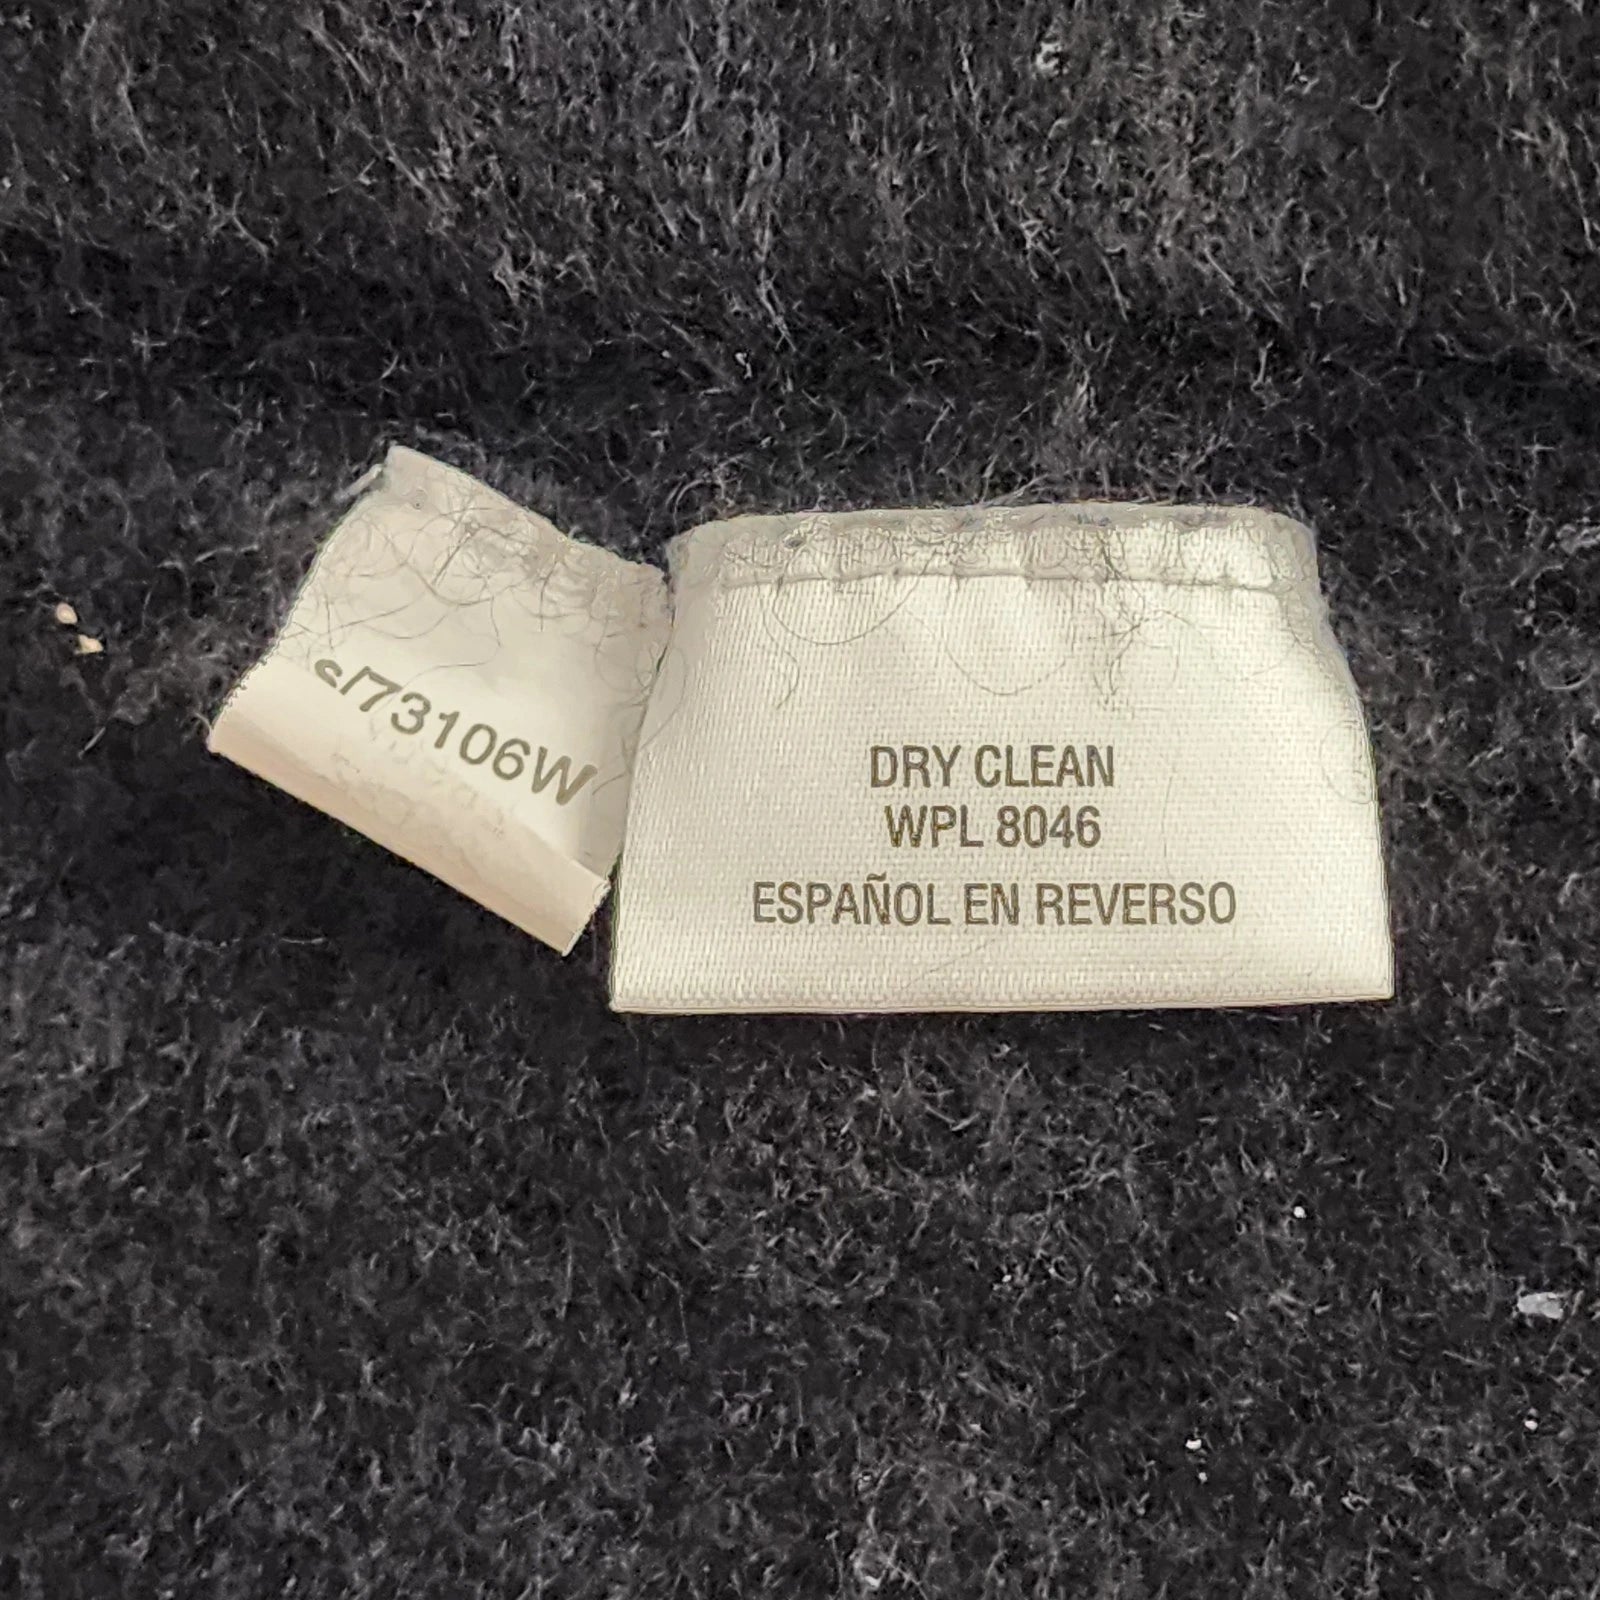 s/73106W
DRY CLEAN
WPL 8046
ESPAÑOL EN REVERSO